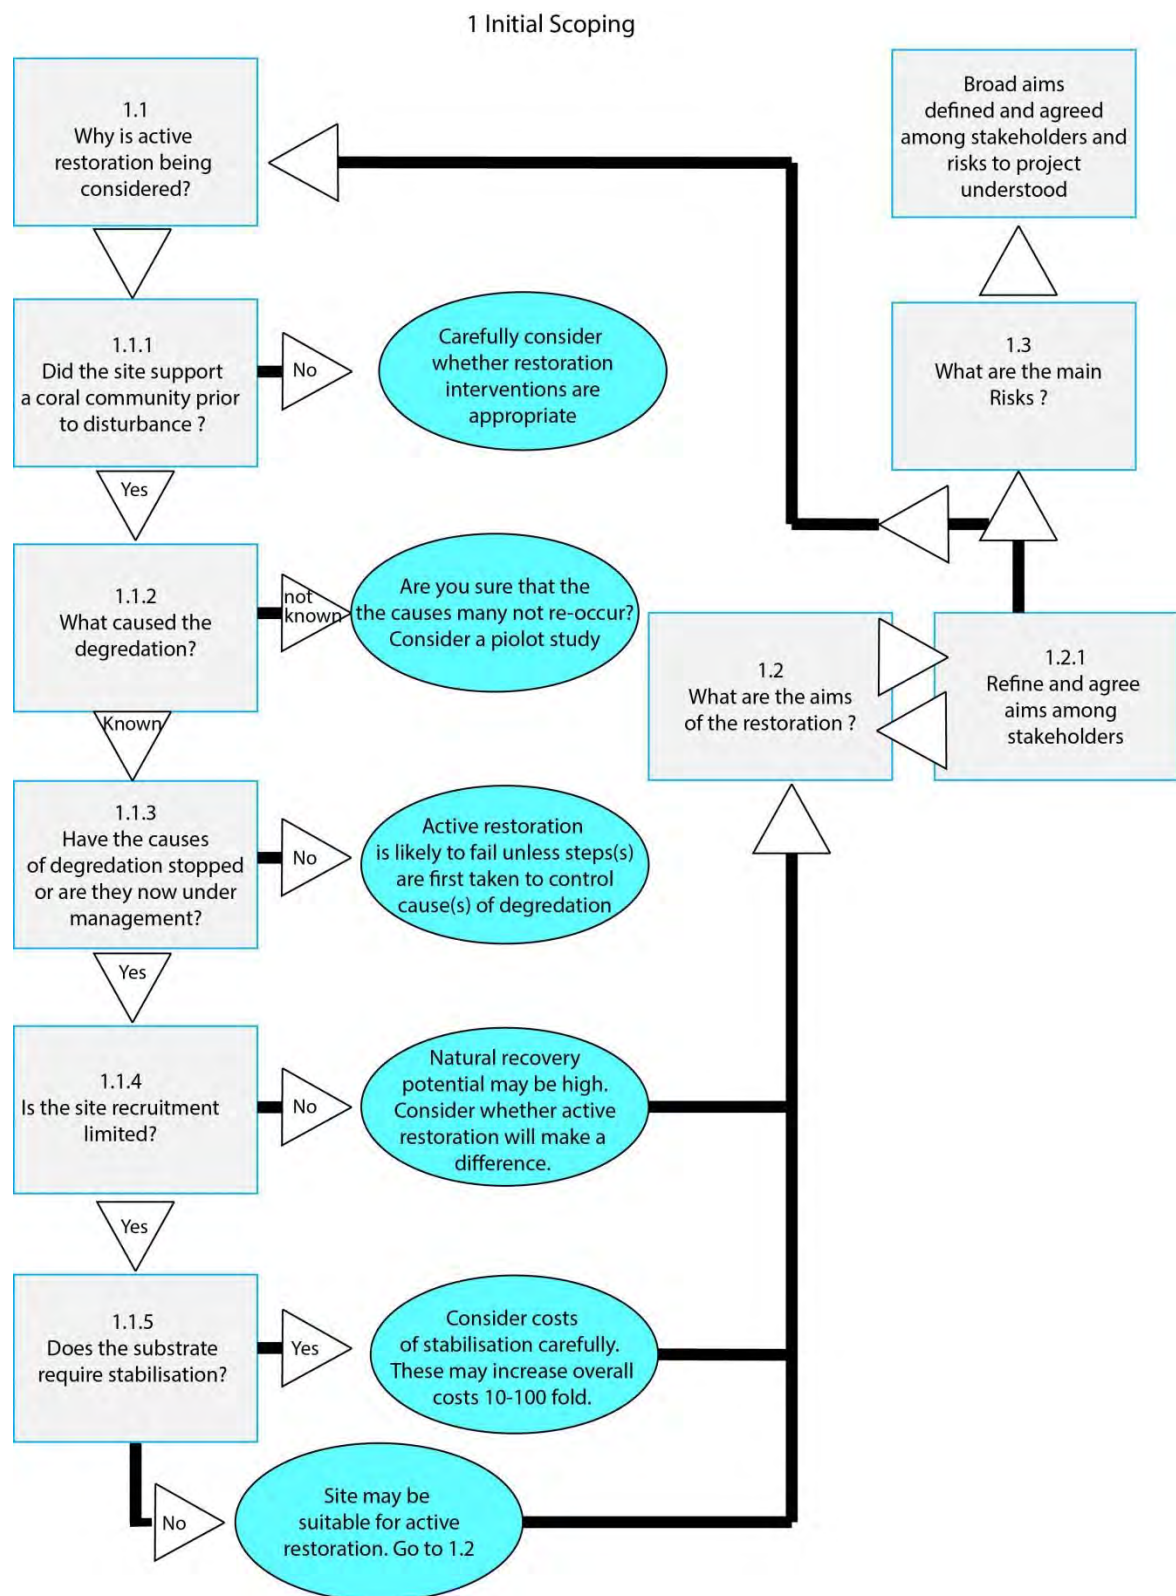 1 Initial Scoping
1.1
Why is active
restoration being
considered?
1.1.1
Did the site support
a coral community prior
to disturbance ?
No
Carefully consider
whether restoration
interventions are
appropriate
Yes
1.1.2
What caused the
degredation?
not
known
Are you sure that the
the causes many not re-occur?
Consider a piolot study
Known
1.1.3
Have the causes
of degredation stopped
or are they now under
management?
No
Active restoration
is likely to fail unless steps(s)
are first taken to control
cause(s) of degredation
Yes
1.1.4
Is the site recruitment
limited?
No
Natural recovery
potential may be high.
Consider whether active
restoration will make a
difference.
Yes
1.1.5
Does the substrate
require stabilisation?
Yes
Consider costs
of stabilisation carefully.
These may increase overall
costs 10-100 fold.
No
Site may be
suitable for active
restoration. Go to 1.2
1.2
What are the aims
of the restoration ?
1.2.1
Refine and agree
aims among
stakeholders
1.3
What are the main
Risks ?
Broad aims
defined and agreed
among stakeholders and
risks to project
understood